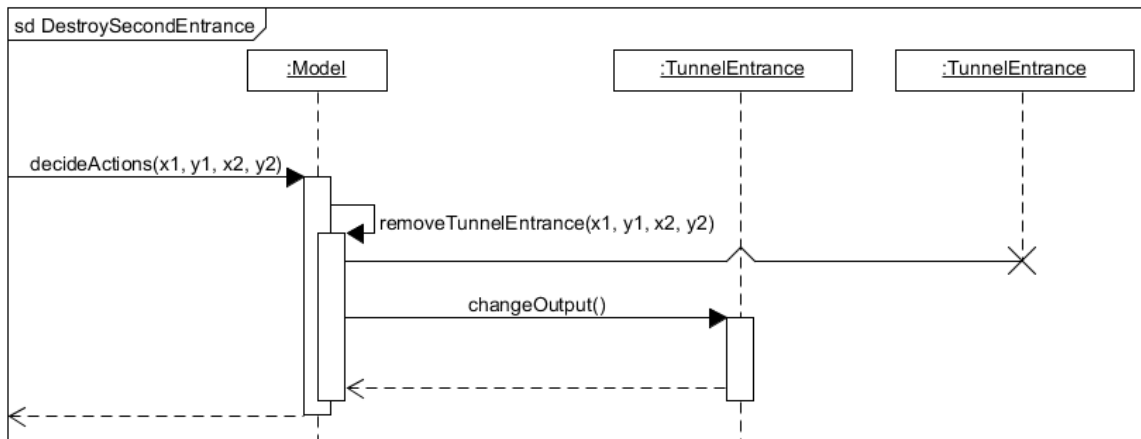 sd DestroySecondEntrance
:Model
:TunnelEntrance
:TunnelEntrance
decideActions(x1, y1, x2, y2)
removeTunnelEntrance(x1, y1, x2, y2)
changeOutput()